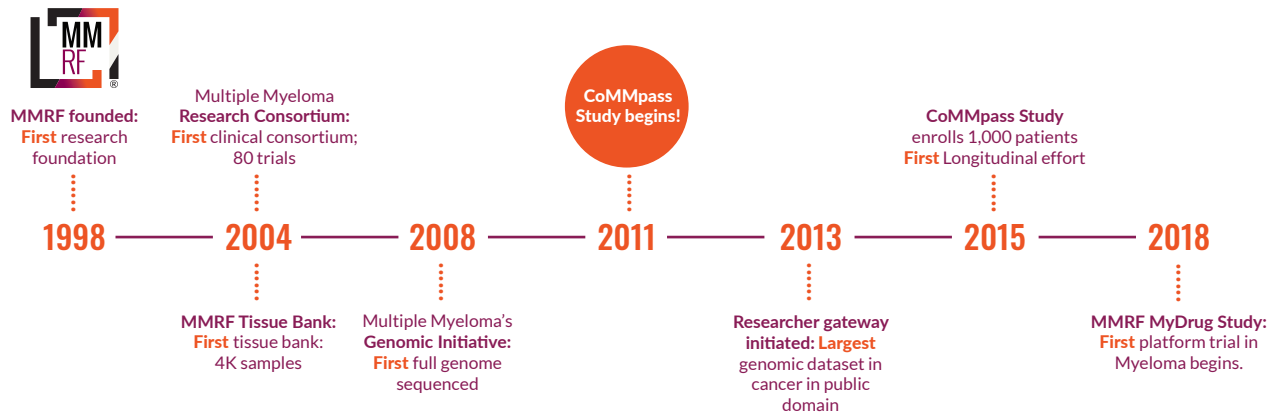 MM
RF
®
MMRF founded:
First research
foundation
Multiple Myeloma
Research Consortium:
First clinical consortium;
80 trials
CoMMpass
Study begins!
CoMMpass Study
enrolls 1,000 patients
First Longitudinal effort
1998
2004
2008
2011
2013
2015
2018
MMRF Tissue Bank:
First tissue bank:
4K samples
Multiple Myeloma’s
Genomic Initiative:
First full genome
sequenced
Researcher gateway
initiated: Largest
genomic dataset in
cancer in public
domain
MMRF MyDrug Study:
First platform trial in
Myeloma begins.